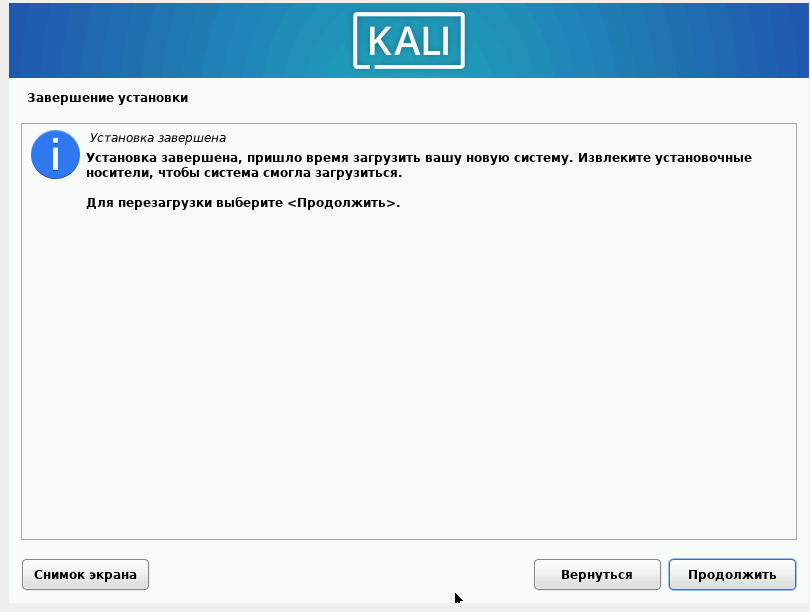 KALI
Завершение установки
Установка завершена
Установка завершена, пришло время загрузить вашу новую систему. Извлеките установочные
носители, чтобы система смогла загрузиться.
Для перезагрузки выберите <Продолжить>.
Снимок экрана
Вернуться
Продолжить